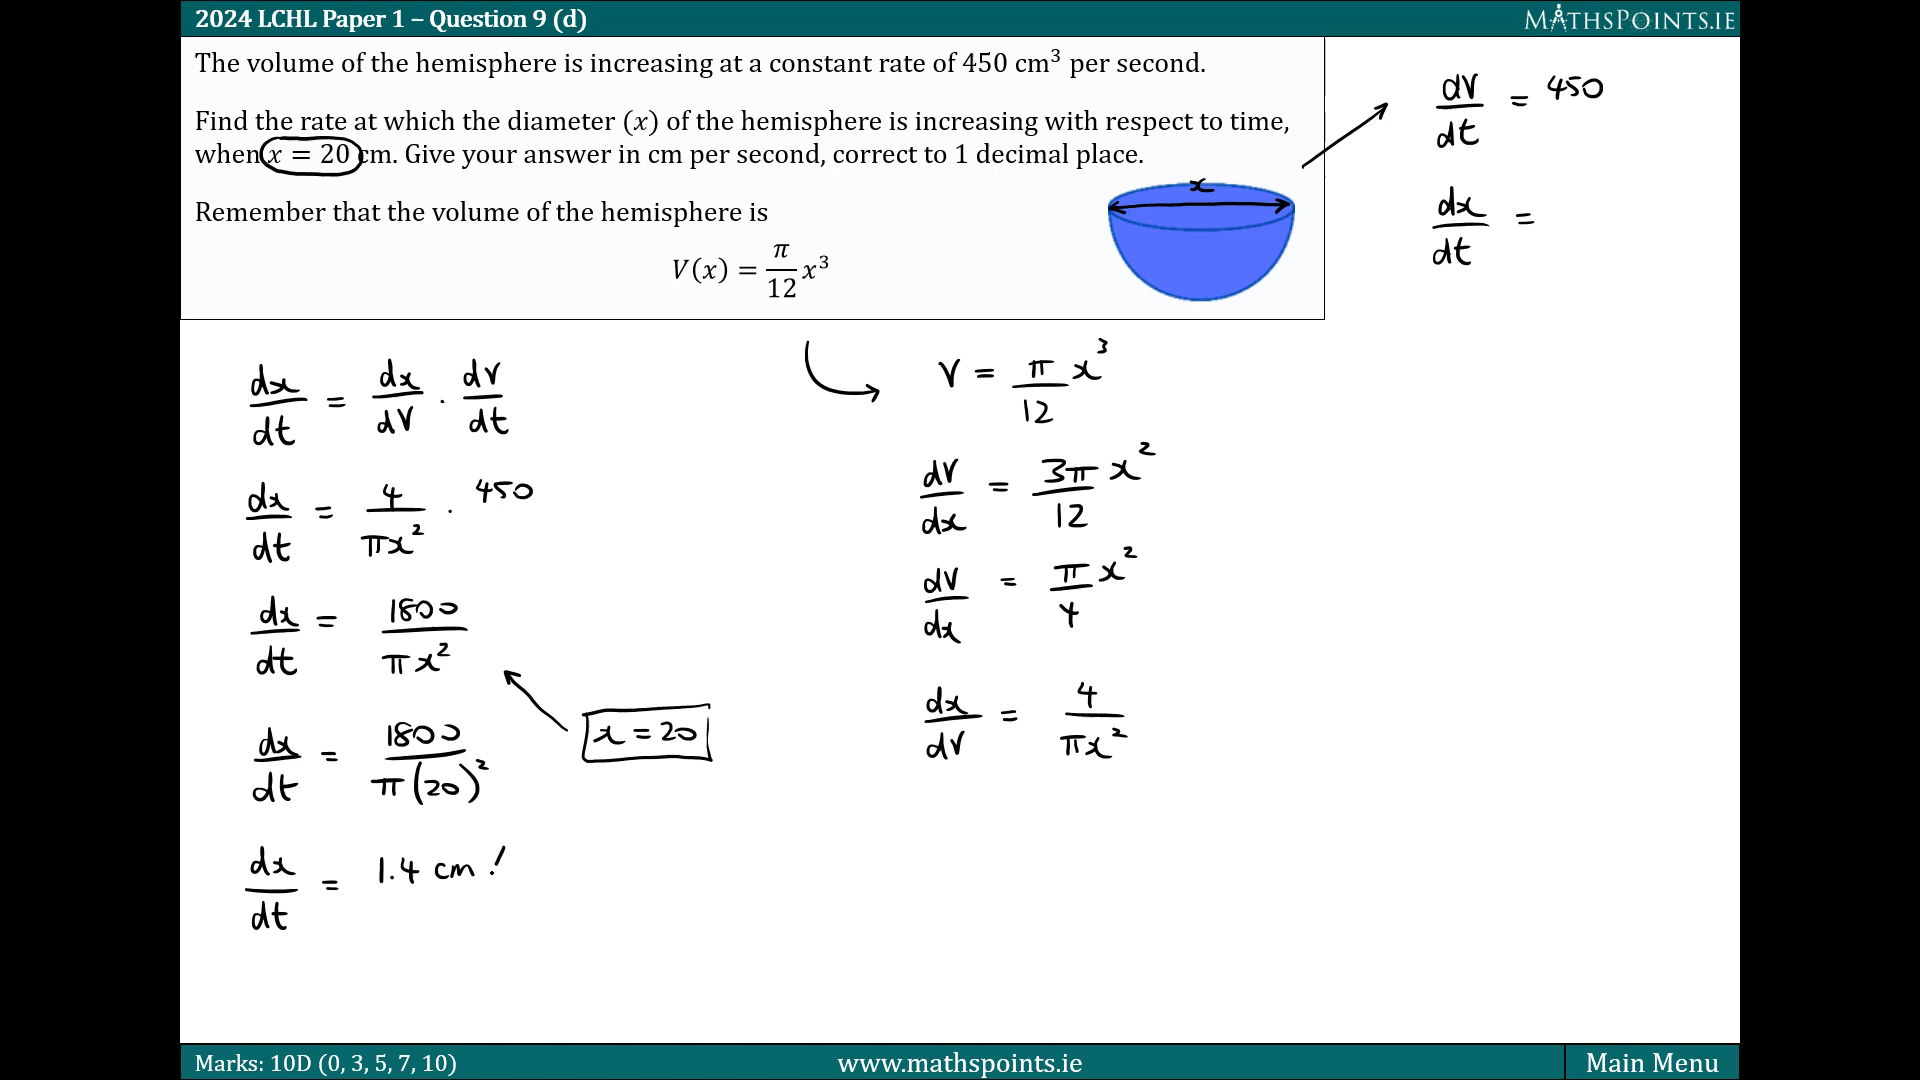 2024 LCHL Paper 1 – Question 9 (d)
MATHSPOINTS.IE
The volume of the hemisphere is increasing at a constant rate of 450 cm³ per second.
Find the rate at which the diameter (x) of the hemisphere is increasing with respect to time,
when x = 20 cm. Give your answer in cm per second, correct to 1 decimal place.
Remember that the volume of the hemisphere is
V(x) = π/12 x³
x
dV/dt = 450
dx/dt =
dx/dt = dx/dV · dV/dt
dx/dt = 4/πx² · 450
dx/dt = 1800/πx²
x = 20
dx/dt = 1800/π(20)²
dx/dt = 1.4 cm
V = π/12 x³
dV/dx = 3π/12 x²
dV/dx = π/4 x²
dx/dV = 4/πx²
Marks: 10D (0, 3, 5, 7, 10)
www.mathspoints.ie
Main Menu